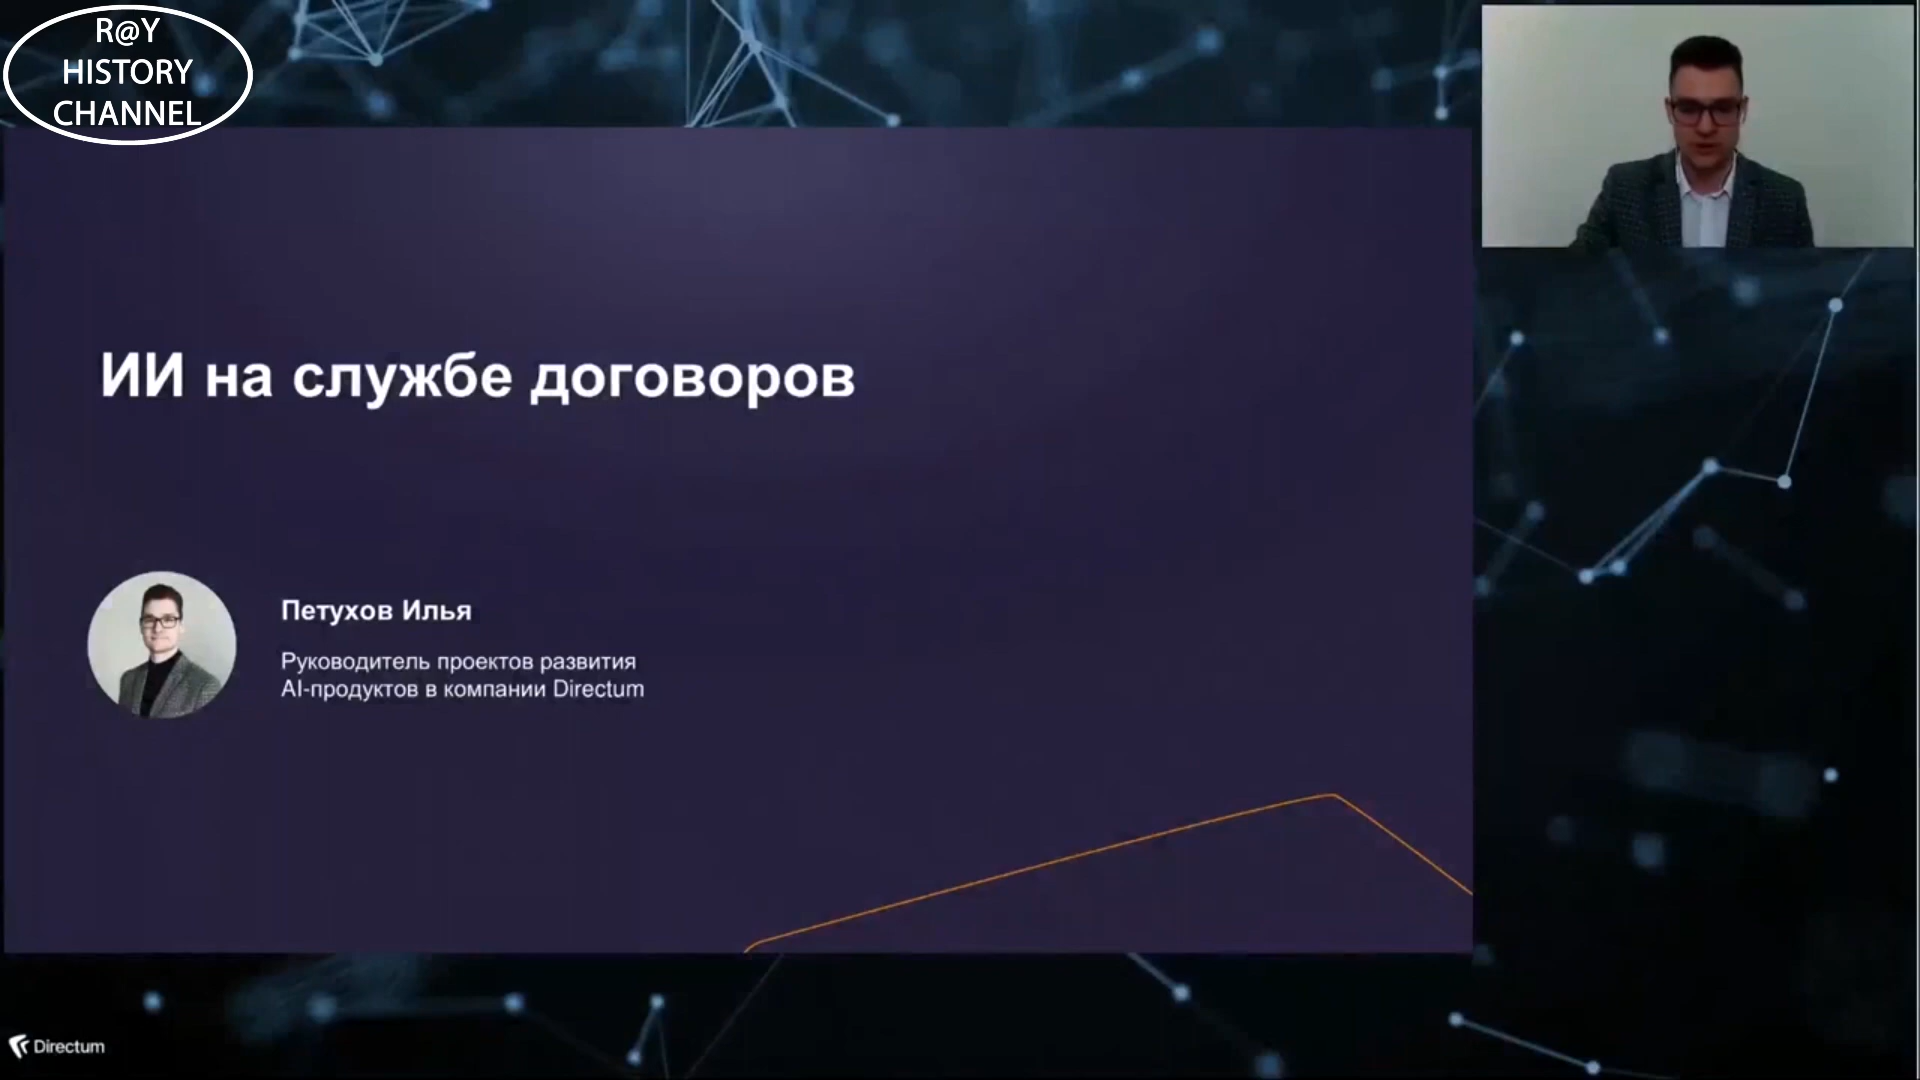 R@Y
HISTORY
CHANNEL
ИИ на службе договоров
Петухов Илья
Руководитель проектов развития
AI-продуктов в компании Directum
Directum